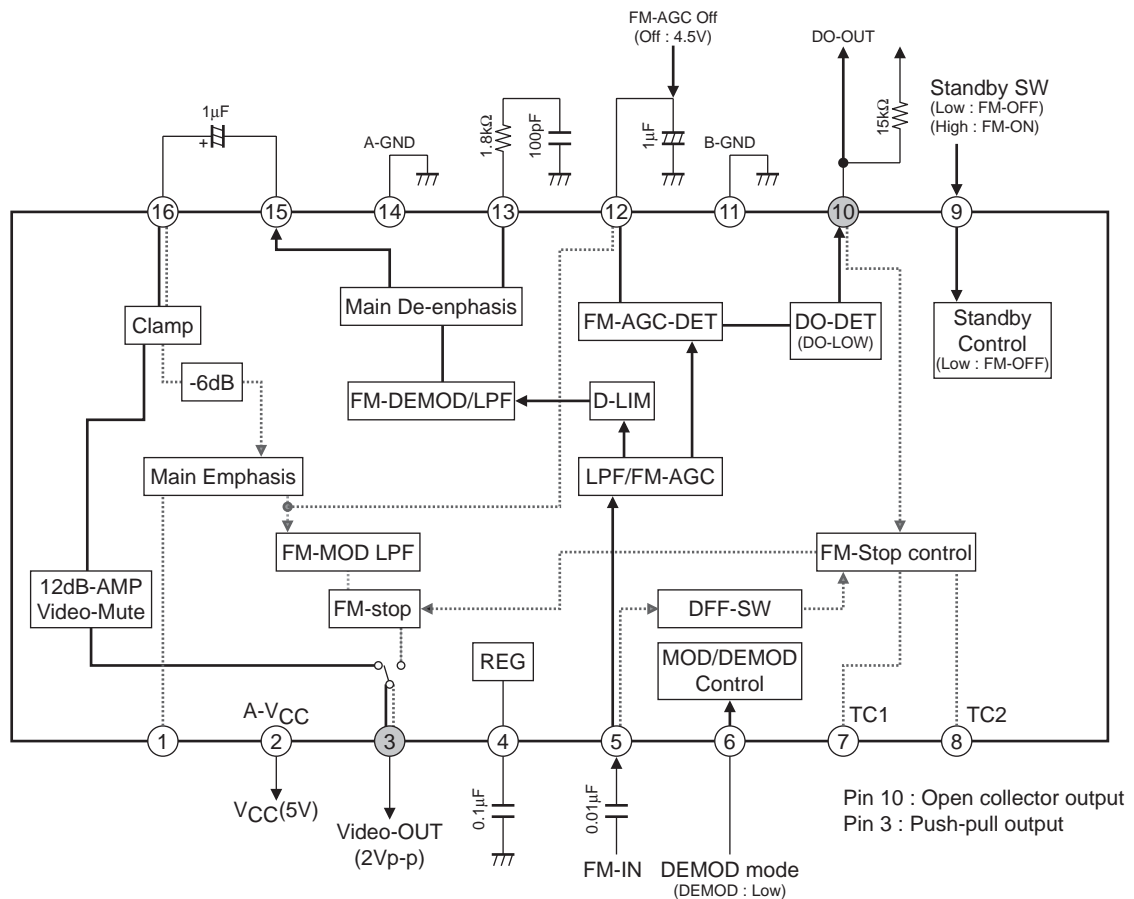 FM-AGC Off
(Off : 4.5V)
DO-OUT
Standby SW
(Low : FM-OFF)
(High : FM-ON)
1μF
+
A-GND
1.8kΩ
100pF
1μF
B-GND
15kΩ
16
15
14
13
12
11
10
9
Clamp
Main De-enphasis
FM-AGC-DET
DO-DET
(DO-LOW)
Standby
Control
(Low : FM-OFF)
-6dB
FM-DEMOD/LPF
D-LIM
Main Emphasis
LPF/FM-AGC
FM-MOD LPF
FM-Stop control
12dB-AMP
Video-Mute
FM-stop
DFF-SW
REG
MOD/DEMOD
Control
A-VCC
TC1
TC2
1
2
3
4
5
6
7
8
VCC(5V)
Video-OUT
(2Vp-p)
0.1μF
0.01μF
FM-IN
DEMOD mode
(DEMOD : Low)
Pin 10 : Open collector output
Pin 3 : Push-pull output